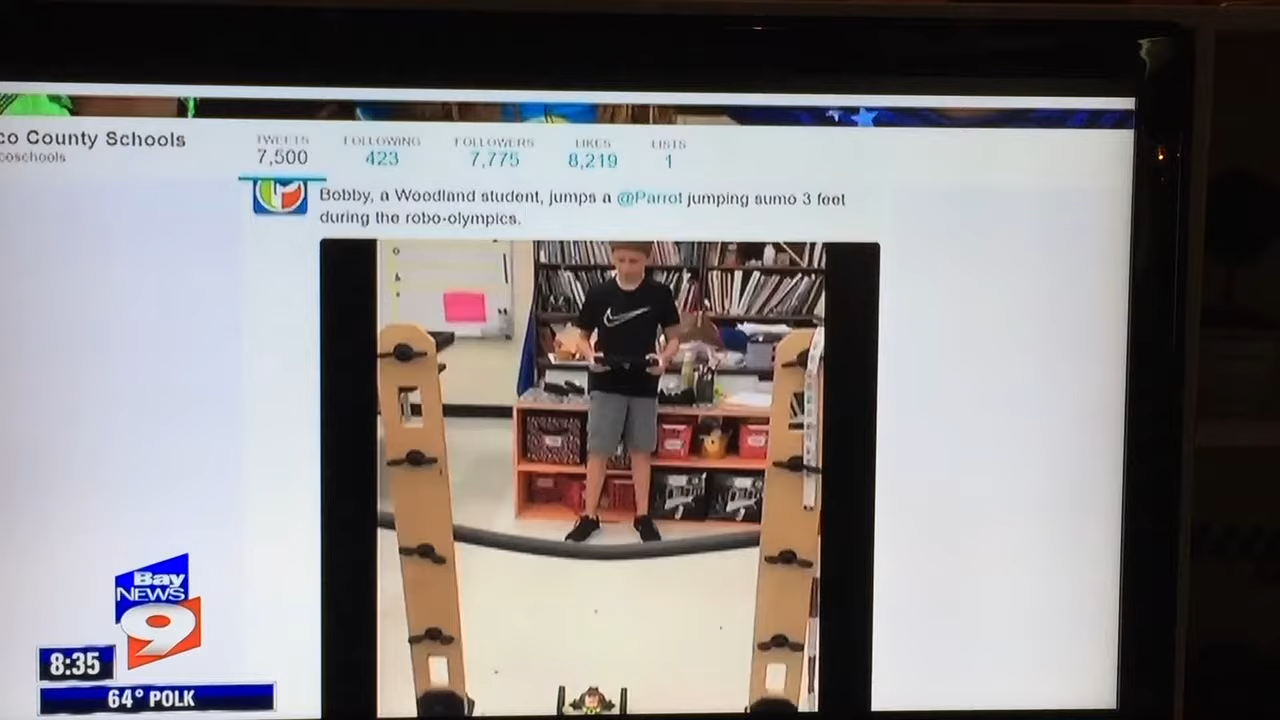 co County Schools
coschools
TWEETS FOLLOWING FOLLOWERS LIKES LISTS
7,500 423 7,775 8,219 1
Bobby, a Woodland student, jumps a @Parrot jumping sumo 3 feet
during the robo-olympics.
Bay
NEWS
9
8:35
64° POLK